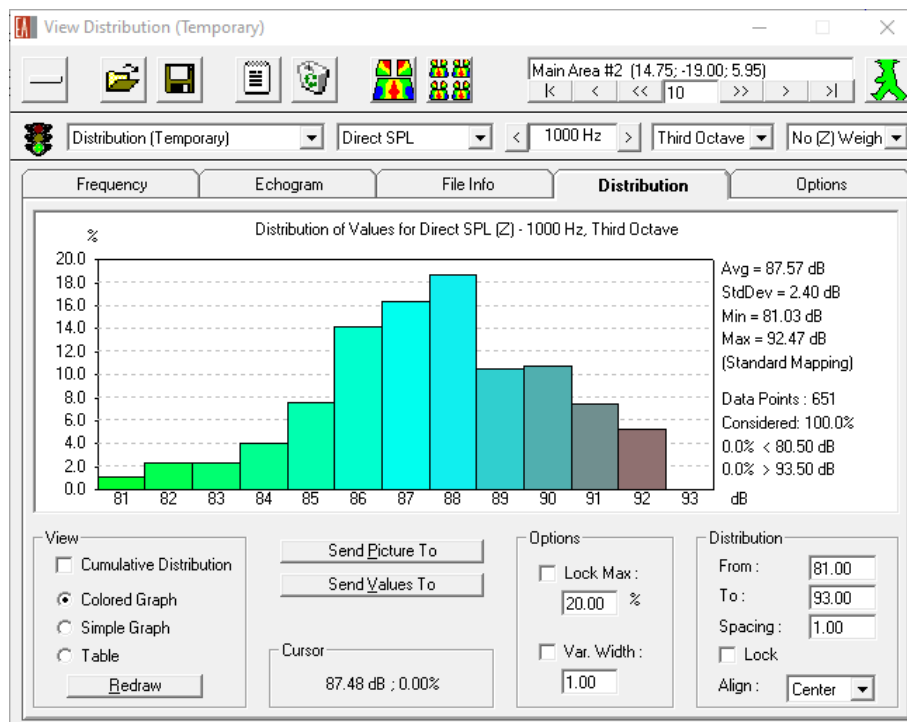 EA View Distribution (Temporary)
Main Area #2 (14.75; -19.00; 5.95)
|< < << 10 >> > >|
Distribution (Temporary) Direct SPL < 1000 Hz > Third Octave No (Z) Weigh
Frequency Echogram File Info Distribution Options
Distribution of Values for Direct SPL (Z) - 1000 Hz, Third Octave
%
20.0
18.0
16.0
14.0
12.0
10.0
8.0
6.0
4.0
2.0
0.0
81 82 83 84 85 86 87 88 89 90 91 92 93 dB
Avg = 87.57 dB
StdDev = 2.40 dB
Min = 81.03 dB
Max = 92.47 dB
(Standard Mapping)
Data Points : 651
Considered: 100.0%
0.0% < 80.50 dB
0.0% > 93.50 dB
View
Cumulative Distribution
Colored Graph
Simple Graph
Table
Redraw
Send Picture To
Send Values To
Cursor
87.48 dB ; 0.00%
Options
Lock Max :
20.00 %
Var. Width :
1.00
Distribution
From : 81.00
To : 93.00
Spacing : 1.00
Lock
Align : Center